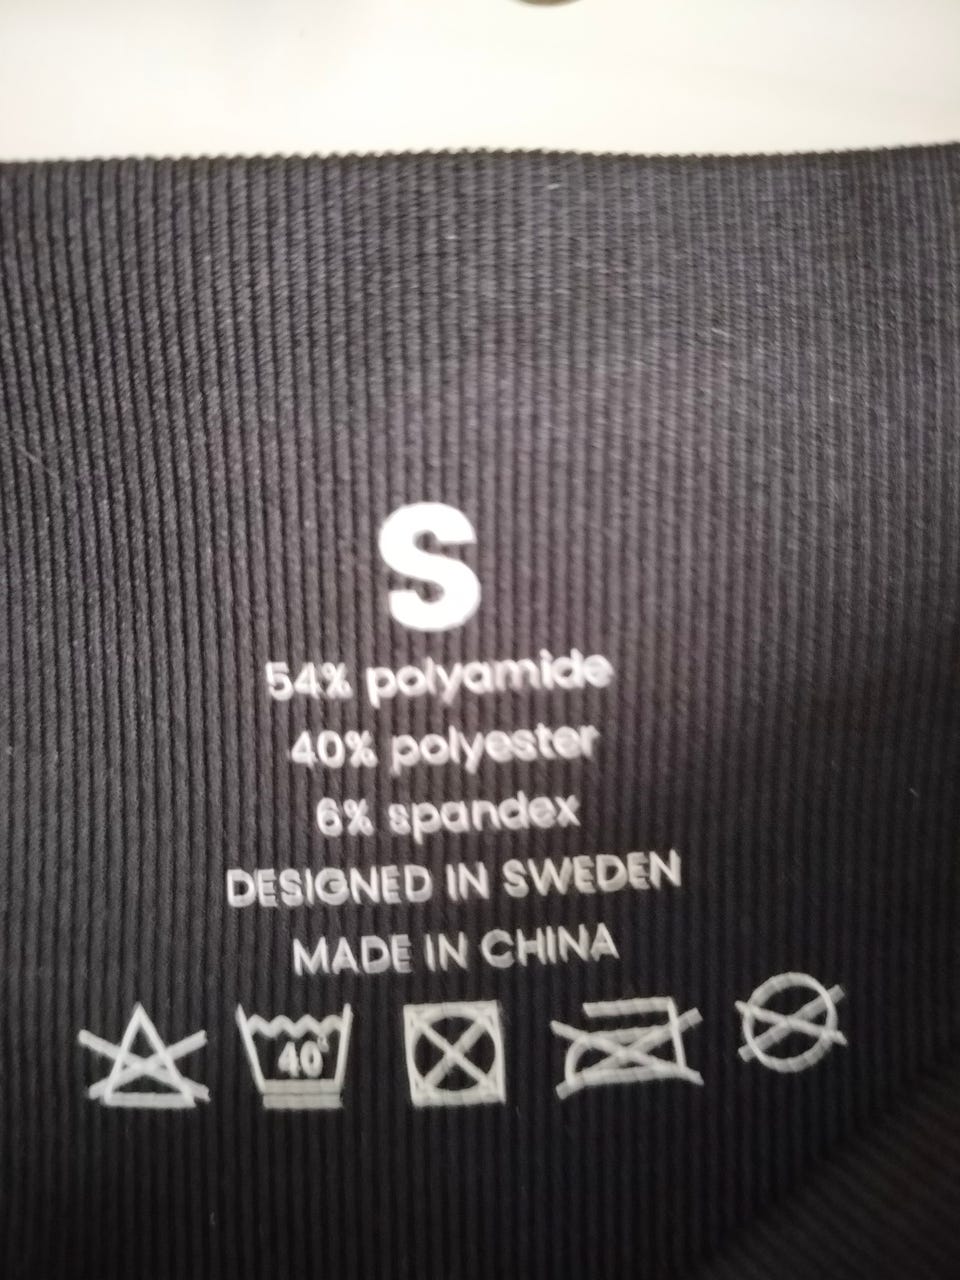 S
54% polyamide
40% polyester
6% spandex
DESIGNED IN SWEDEN
MADE IN CHINA
40°